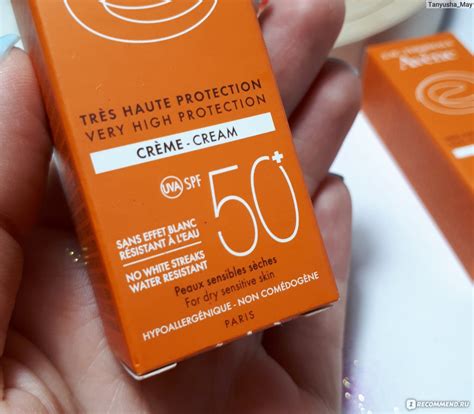 Tanyusha_May
TRÈS HAUTE PROTECTION
VERY HIGH PROTECTION
CRÈME - CREAM
UVA SPF 50+
SANS EFFET BLANC
RÉSISTANT À L'EAU
NO WHITE STREAKS
WATER RESISTANT
Peaux sensibles sèches
For dry sensitive skin
HYPOALLERGÉNIQUE - NON COMÉDOGÈNE
PARIS
Avène
IRECOMMEND.RU